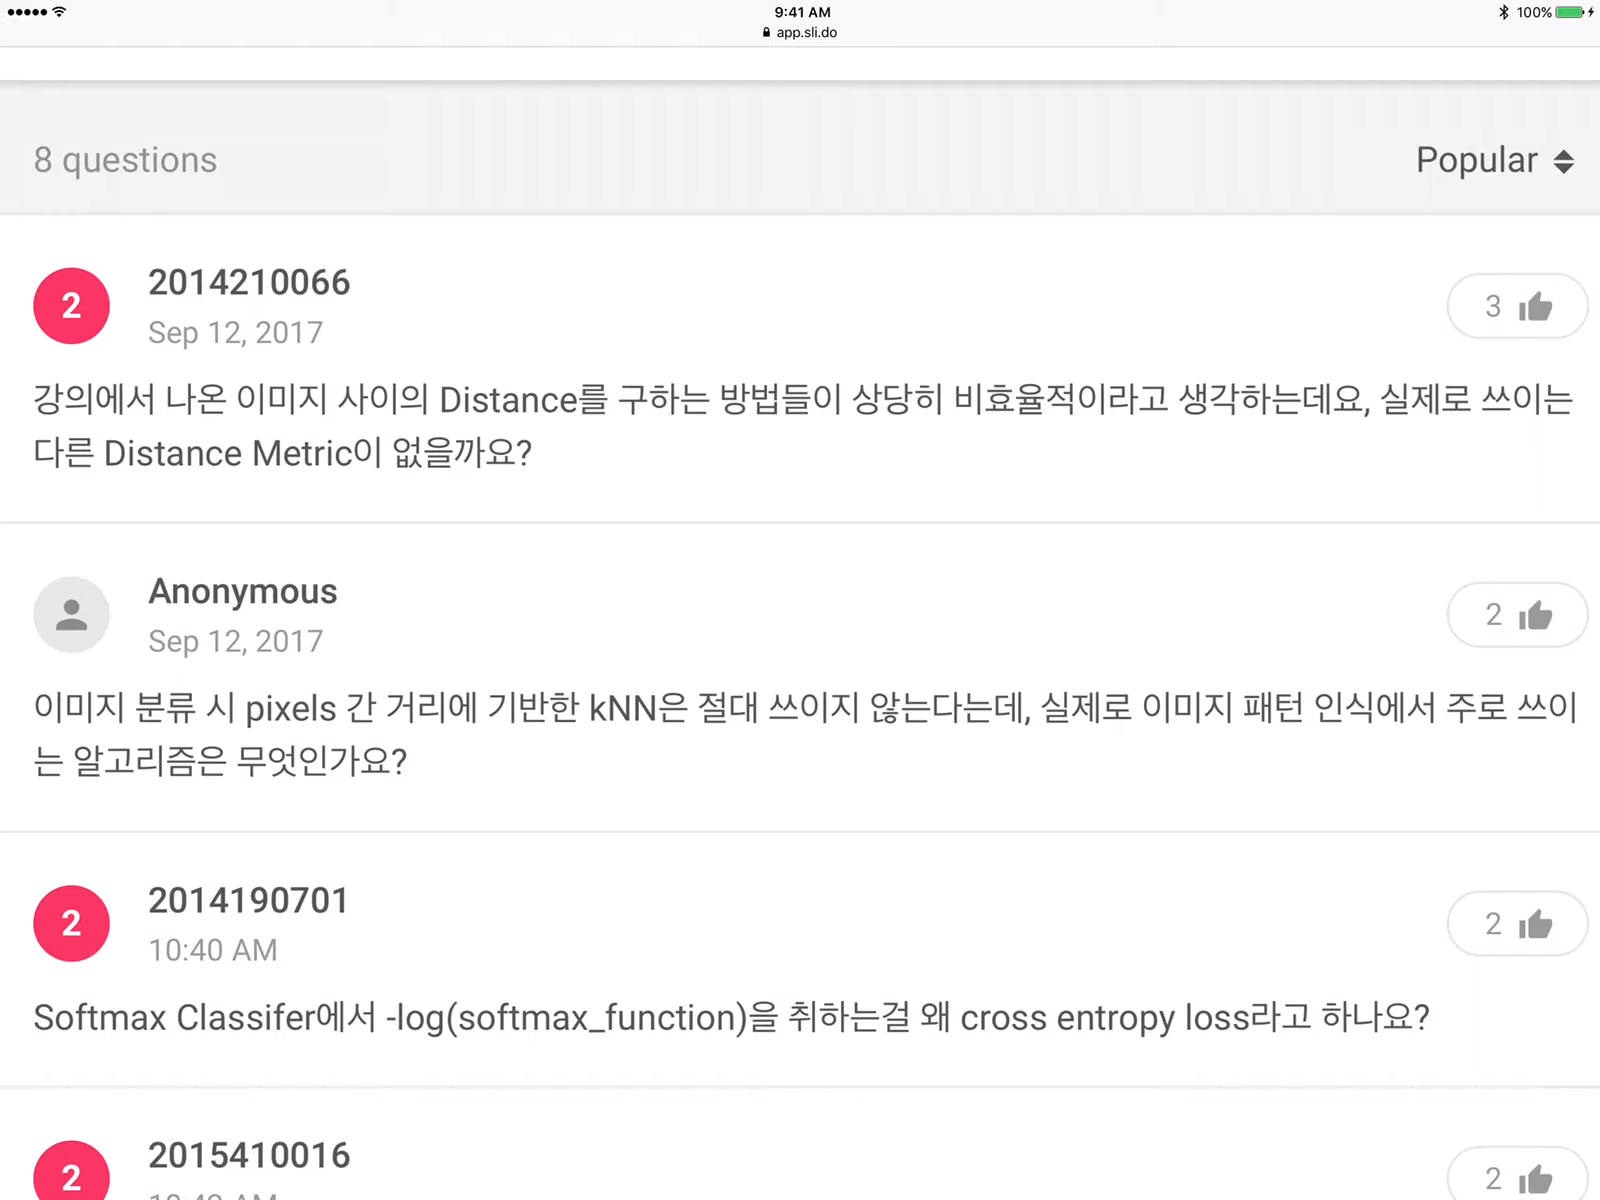 9:41 AM
100%
app.sli.do
8 questions
Popular
2
2014210066
Sep 12, 2017
3
강의에서 나온 이미지 사이의 Distance를 구하는 방법들이 상당히 비효율적이라고 생각하는데요, 실제로 쓰이는
다른 Distance Metric이 없을까요?
Anonymous
Sep 12, 2017
2
이미지 분류 시 pixels 간 거리에 기반한 kNN은 절대 쓰이지 않는다는데, 실제로 이미지 패턴 인식에서 주로 쓰이
는 알고리즘은 무엇인가요?
2
2014190701
10:40 AM
2
Softmax Classifer에서 -log(softmax_function)을 취하는걸 왜 cross entropy loss라고 하나요?
2
2015410016
2